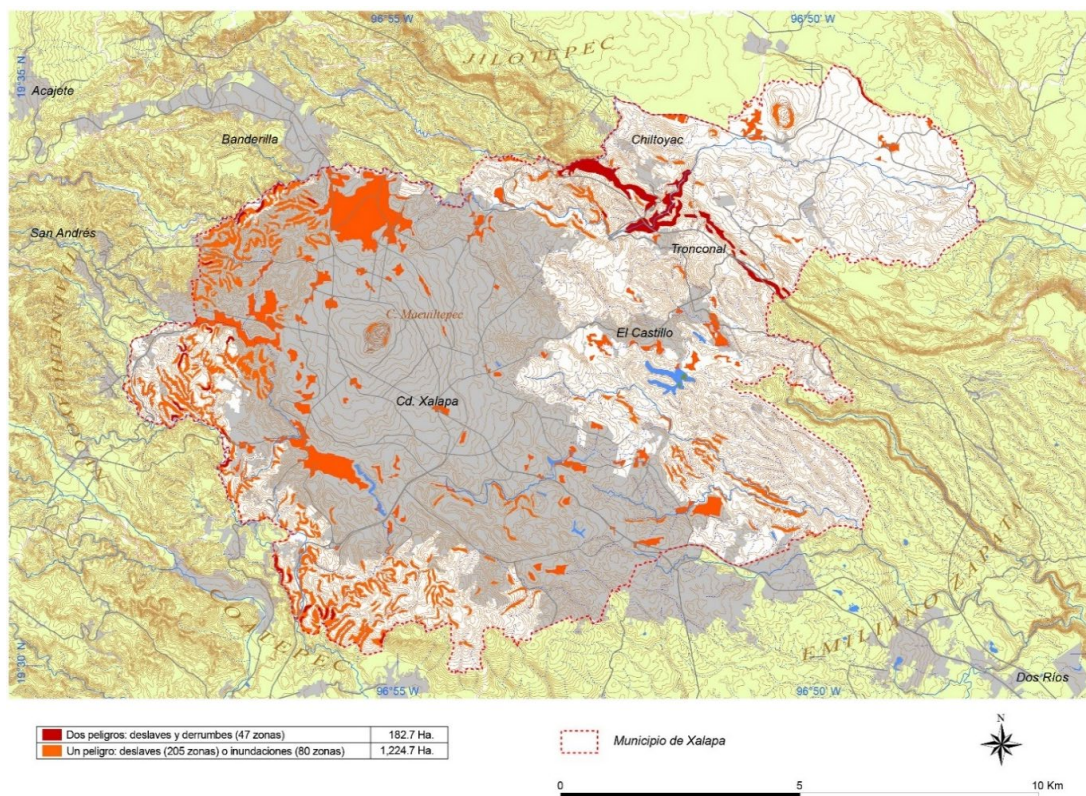 96°55' W
96°50' W
19°35' N
JILOTEPEC
Acajete
Banderilla
Chiltoyac
San Andrés
Tronconal
C. Macuiltepec
El Castillo
Cd. Xalapa
COATEPEC
EMILIANO ZAPATA
19°30 N
96°55 W
96°50' W
Dos Ríos
Dos peligros: deslaves y derrumbes (47 zonas) 182.7 Ha.
Un peligro: deslaves (205 zonas) o inundaciones (80 zonas) 1,224.7 Ha.
Municipio de Xalapa
N
0 5 10 Km